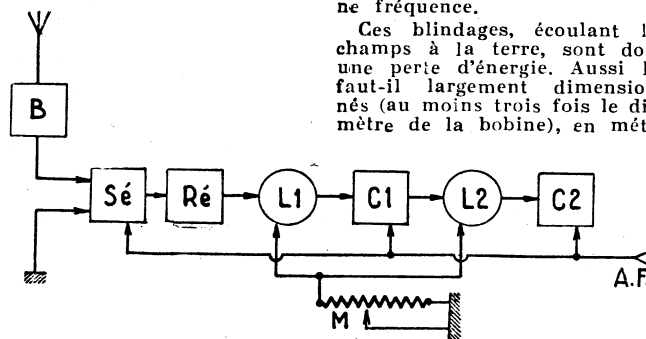 ne fréquence.
Ces blindages, écoulant l
champs à la terre, sont do
une perte d'énergie. Aussi l
faut-il largement dimensio
nés (au moins trois fois le di
mètre de la bobine), en mét
B
Sé Ré L1 C1 L2 C2
A.F.
M